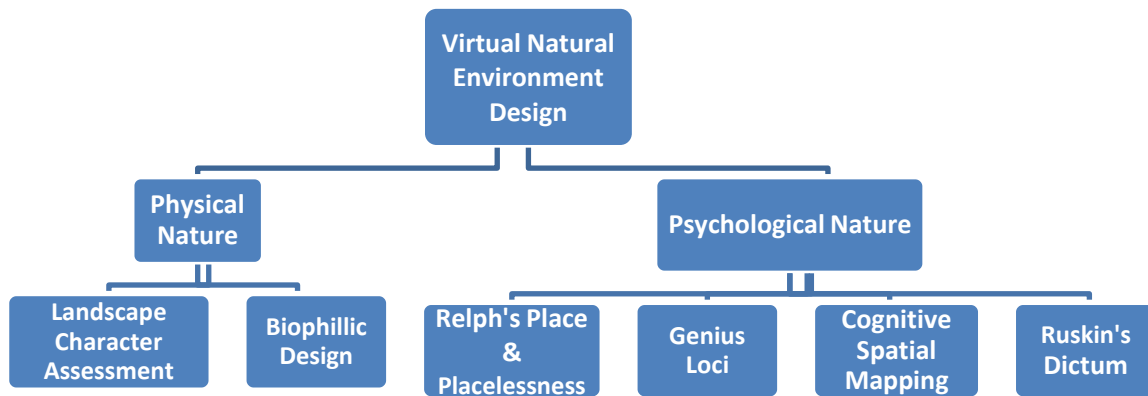 Virtual Natural
Environment
Design
Physical
Nature
Psychological Nature
Landscape
Character
Assessment
Biophillic
Design
Relph's Place
&
Placelessness
Genius
Loci
Cognitive
Spatial
Mapping
Ruskin's
Dictum